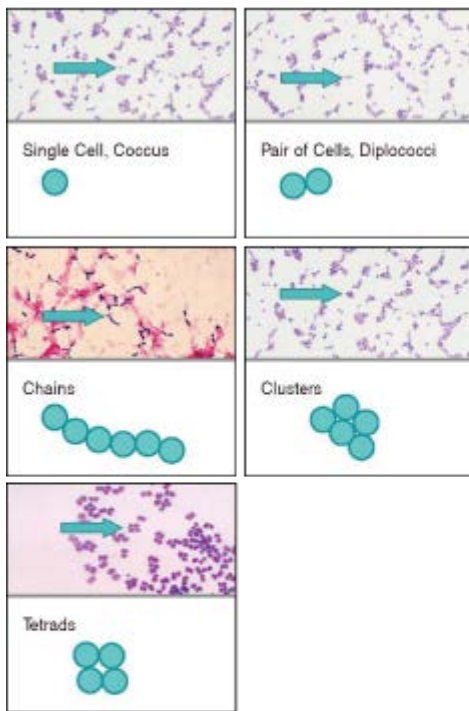 Single Cell, Coccus
Pair of Cells, Diplococci
Chains
Clusters
Tetrads